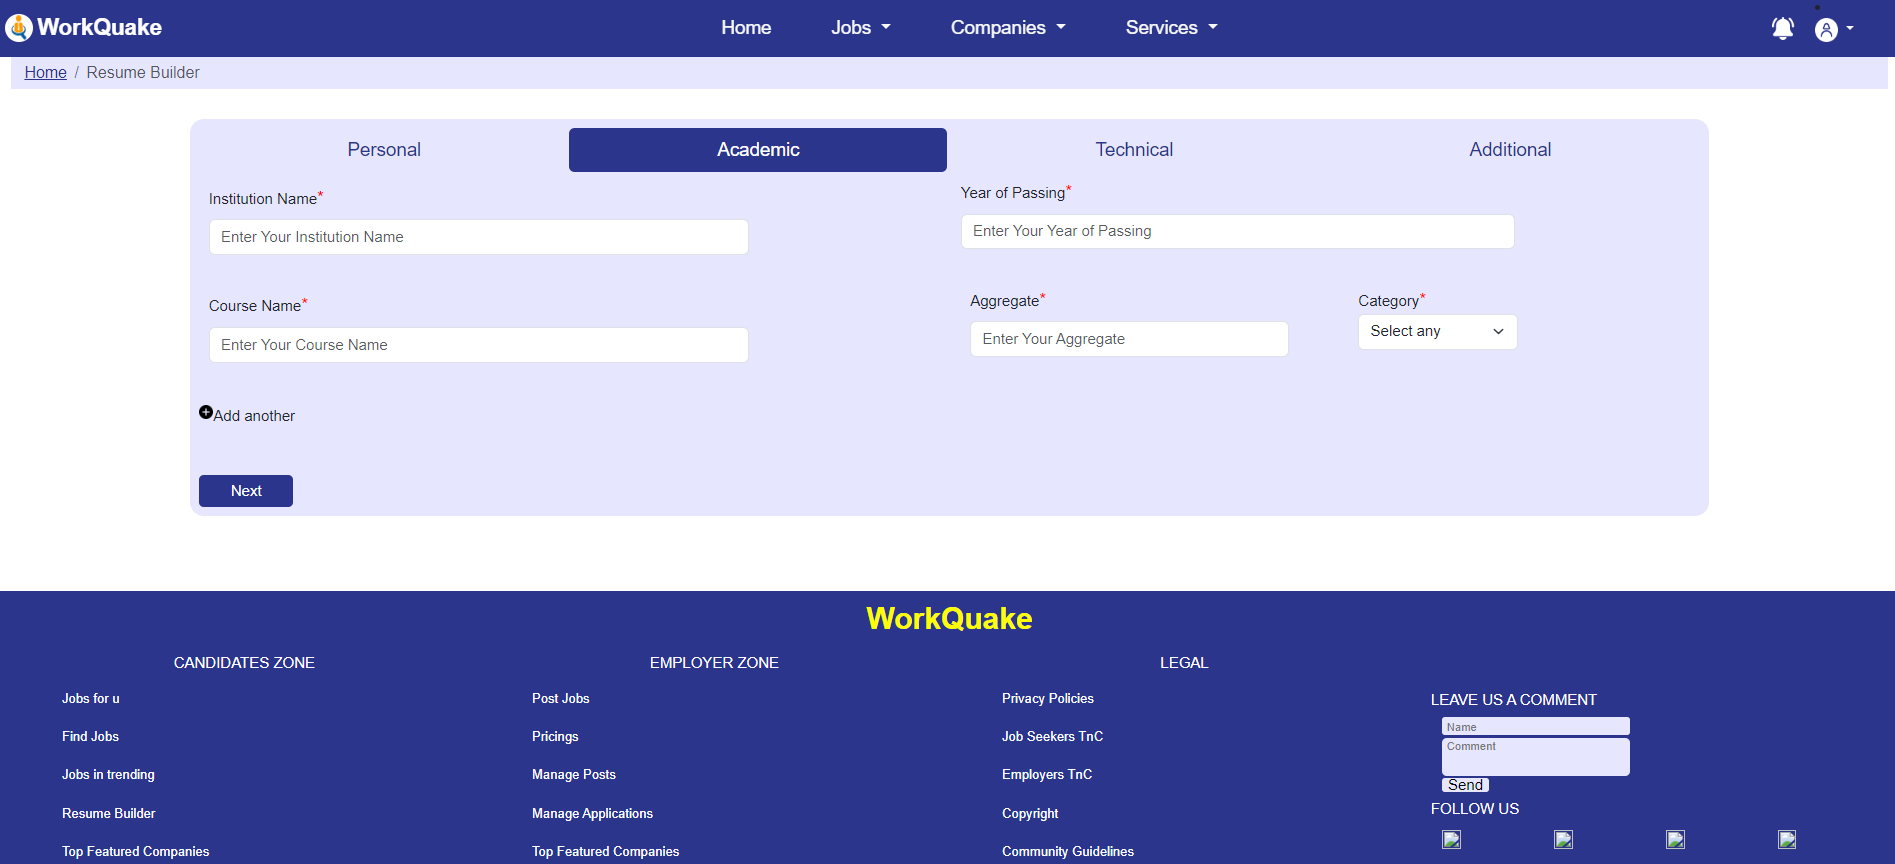 WorkQuake Home Jobs Companies Services
Home / Resume Builder
Personal Academic Technical Additional
Institution Name* Year of Passing*
Enter Your Institution Name Enter Your Year of Passing
Course Name* Aggregate* Category*
Enter Your Course Name Enter Your Aggregate Select any
Add another
Next
WorkQuake
CANDIDATES ZONE EMPLOYER ZONE LEGAL
Jobs for u Post Jobs Privacy Policies LEAVE US A COMMENT
Name
Find Jobs Pricings Job Seekers TnC
Comment
Jobs in trending Manage Posts Employers TnC
Send
Resume Builder Manage Applications Copyright FOLLOW US
Top Featured Companies Top Featured Companies Community Guidelines